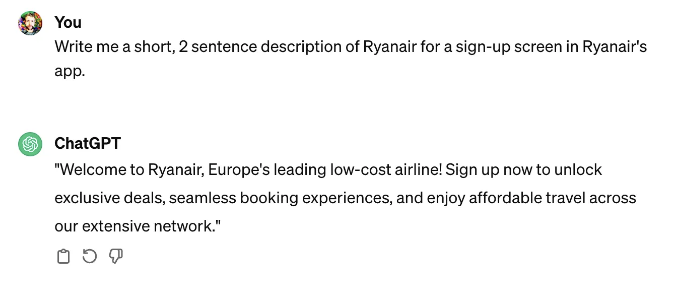 You
Write me a short, 2 sentence description of Ryanair for a sign-up screen in Ryanair's
app.
ChatGPT
"Welcome to Ryanair, Europe's leading low-cost airline! Sign up now to unlock
exclusive deals, seamless booking experiences, and enjoy affordable travel across
our extensive network."